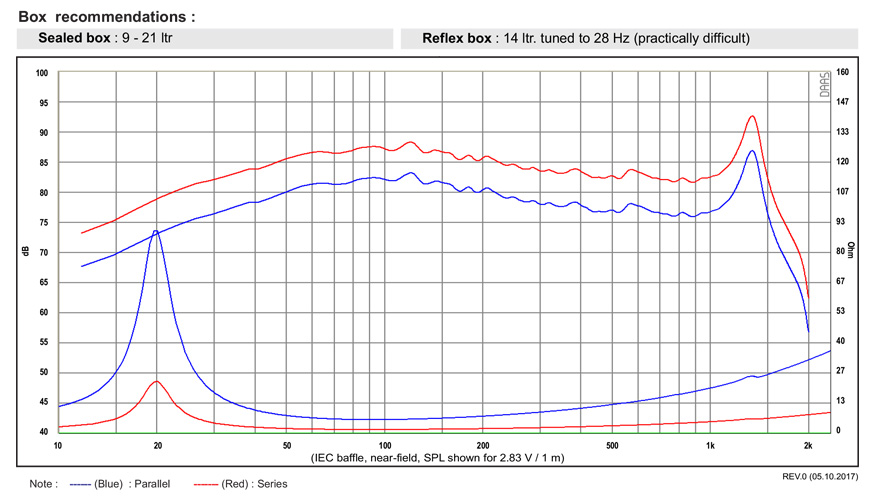 Box recommendations :
Sealed box : 9 - 21 ltr
Reflex box : 14 ltr. tuned to 28 Hz (practically difficult)
100 160
95 147
90 133
85 120
80 107
75 93
dB Ohm
70 80
65 67
60 53
55 40
50 27
45 13
40 0
DAAS
10 20 50 100 200 500 1k 2k
(IEC baffle, near-field, SPL shown for 2.83 V / 1 m)
REV.0 (05.10.2017)
Note : (Blue) : Parallel (Red) : Series